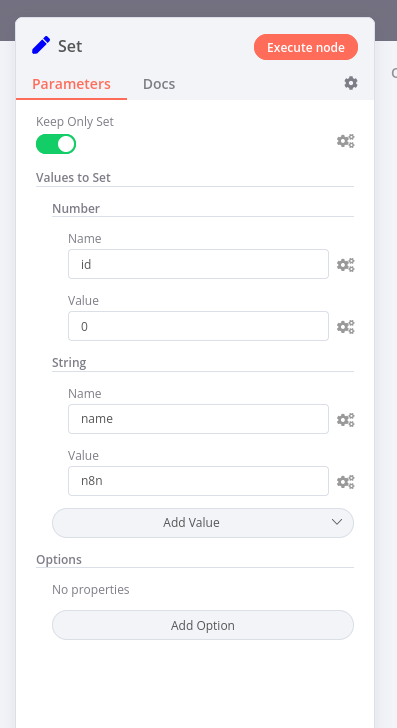 Set
Execute node
Parameters
Docs
Keep Only Set
Values to Set
Number
Name
id
Value
0
String
Name
name
Value
n8n
Add Value
Options
No properties
Add Option